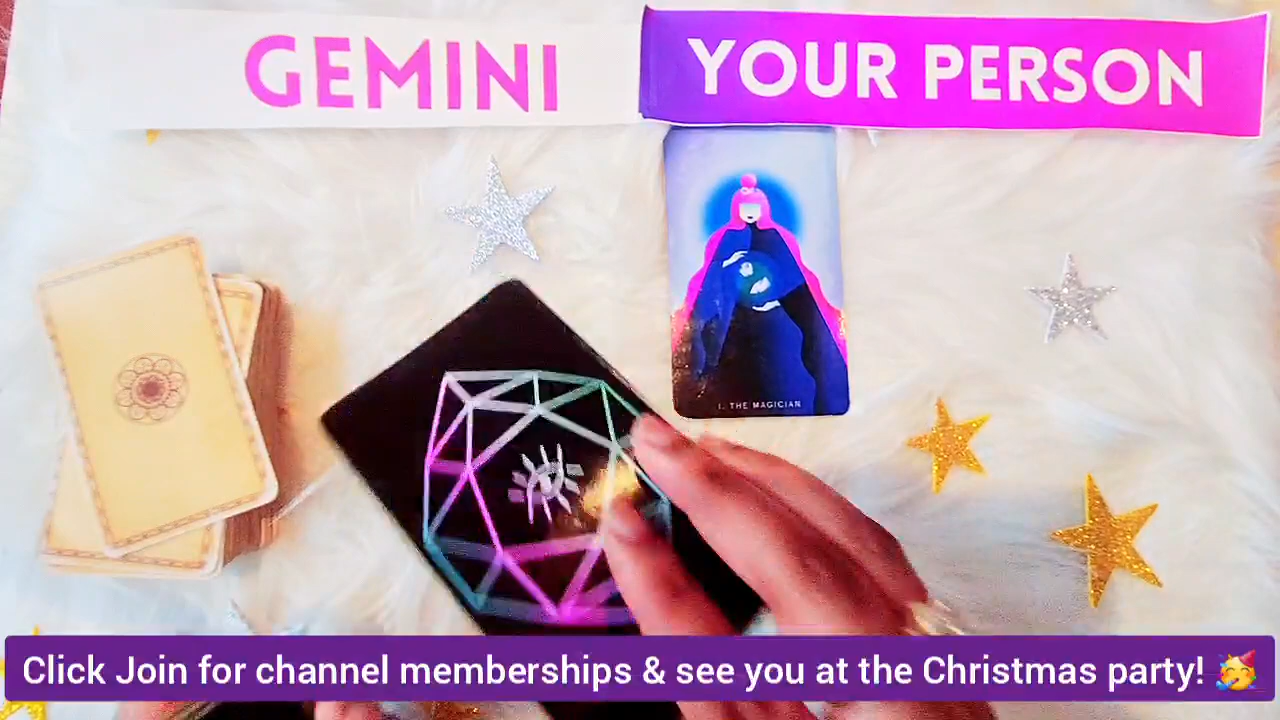 GEMINI
YOUR PERSON
I. THE MAGICIAN
Click Join for channel memberships & see you at the Christmas party! 🥳